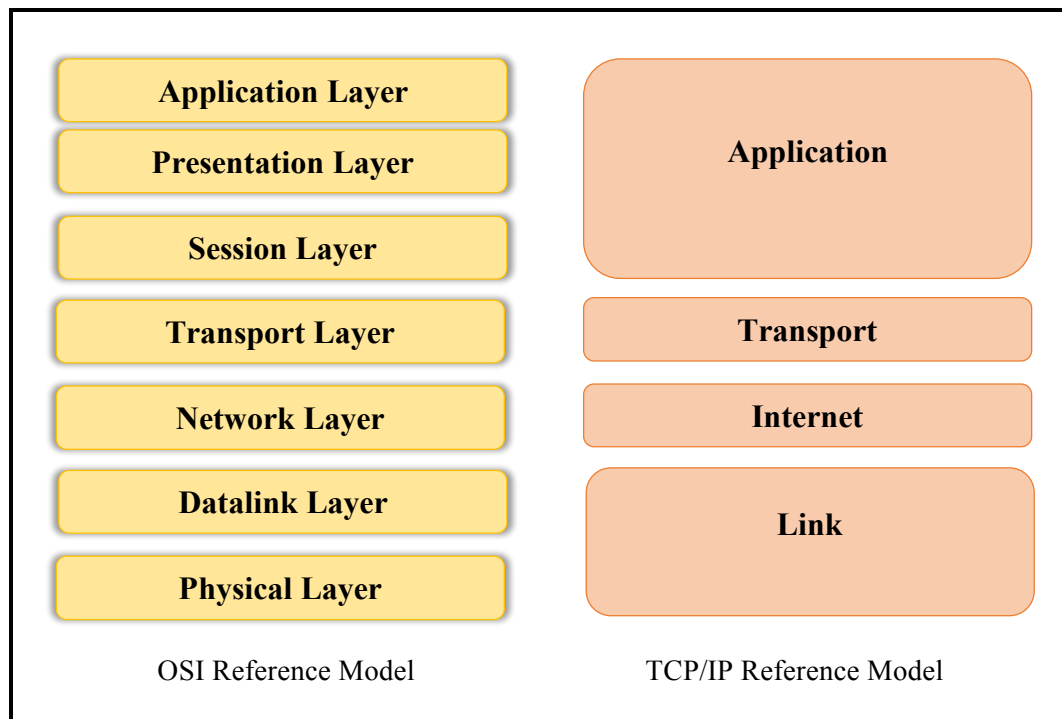 Application Layer
Presentation Layer
Session Layer
Transport Layer
Network Layer
Datalink Layer
Physical Layer
OSI Reference Model
Application
Transport
Internet
Link
TCP/IP Reference Model